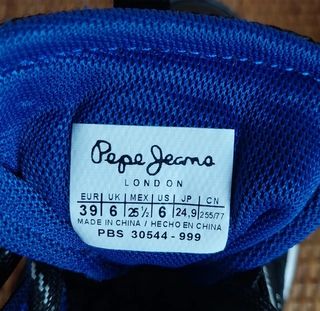 Pepe Jeans
LONDON
EUR UK MEX US JP CN
39 6 25½ 6 24,9 255/77
MADE IN CHINA / HECHO EN CHINA
PBS 30544-999